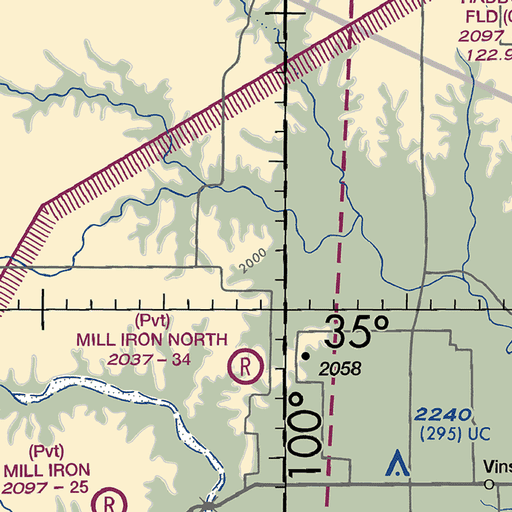 FLD
2097
122.9
2000
(Pvt)
MILL IRON NORTH
2037 - 34
R
35°
2058
100°
2240
(295) UC
(Pvt)
MILL IRON
2097 - 25
R